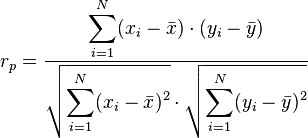 r_p = \frac{\sum_{i=1}^{N} (x_i - \bar{x}) \cdot (y_i - \bar{y})}{\sqrt{\sum_{i=1}^{N} (x_i - \bar{x})^2} \cdot \sqrt{\sum_{i=1}^{N} (y_i - \bar{y})^2}}